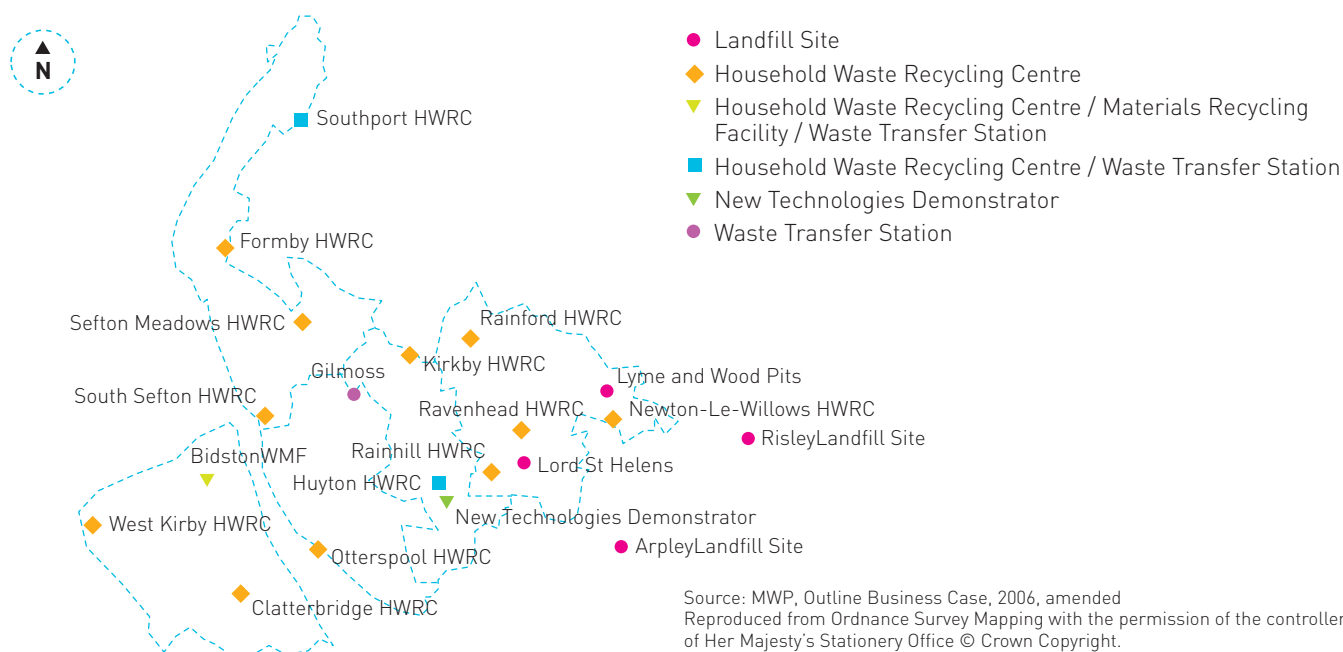 N
Landfill Site
Household Waste Recycling Centre
Household Waste Recycling Centre / Materials Recycling
Facility / Waste Transfer Station
Household Waste Recycling Centre / Waste Transfer Station
New Technologies Demonstrator
Waste Transfer Station
Southport HWRC
Formby HWRC
Sefton Meadows HWRC
Rainford HWRC
Kirkby HWRC
Gilmoss
Lyme and Wood Pits
South Sefton HWRC
Ravenhead HWRC
Newton-Le-Willows HWRC
RisleyLandfill Site
BidstonWMF
Rainhill HWRC
Lord St Helens
Huyton HWRC
New Technologies Demonstrator
West Kirby HWRC
ArpleyLandfill Site
Otterspool HWRC
Clatterbridge HWRC
Source: MWP, Outline Business Case, 2006, amended
Reproduced from Ordnance Survey Mapping with the permission of the controller
of Her Majesty’s Stationery Office © Crown Copyright.